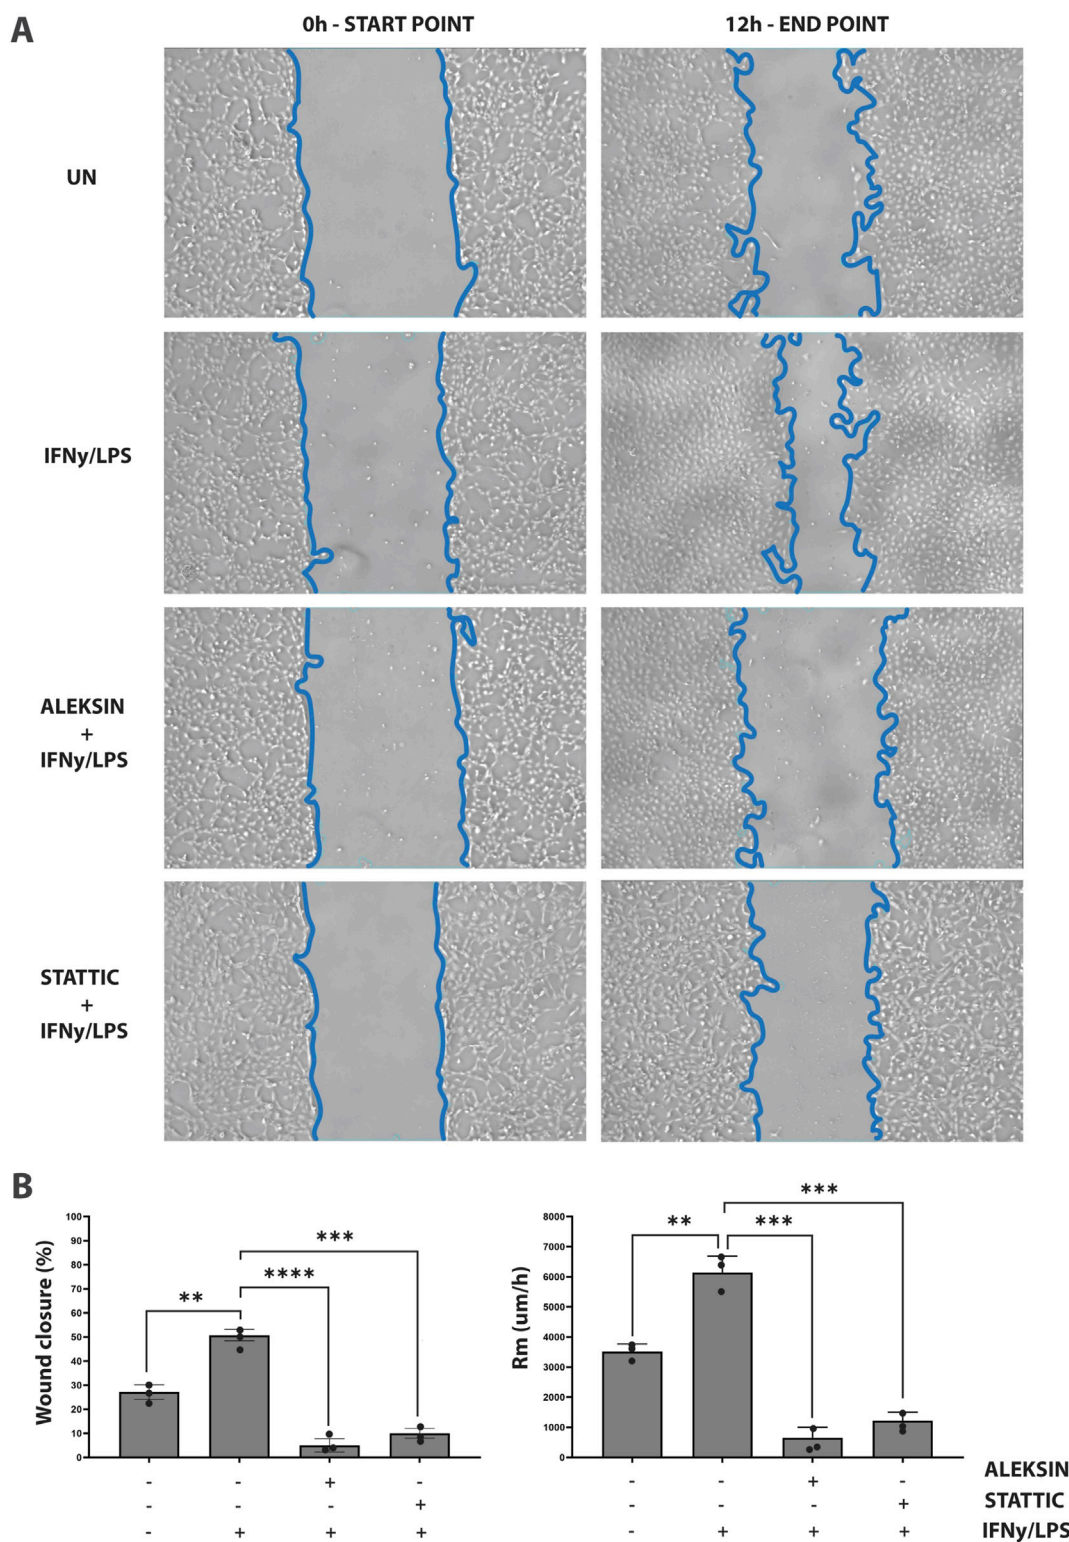 A
0h - START POINT 12h - END POINT
UN
IFNy/LPS
ALEKSIN
+
IFNy/LPS
STATTIC
+
IFNy/LPS
B
Wound closure (%)
100
90
80
70
60
50
40
30
20
10
0
**
****
***
- - + -
- - - +
- + + +
Rm (um/h)
8000
7000
6000
5000
4000
3000
2000
1000
0
**
***
***
- - + - ALEKSIN
- - - + STATTIC
- + + + IFNy/LPS